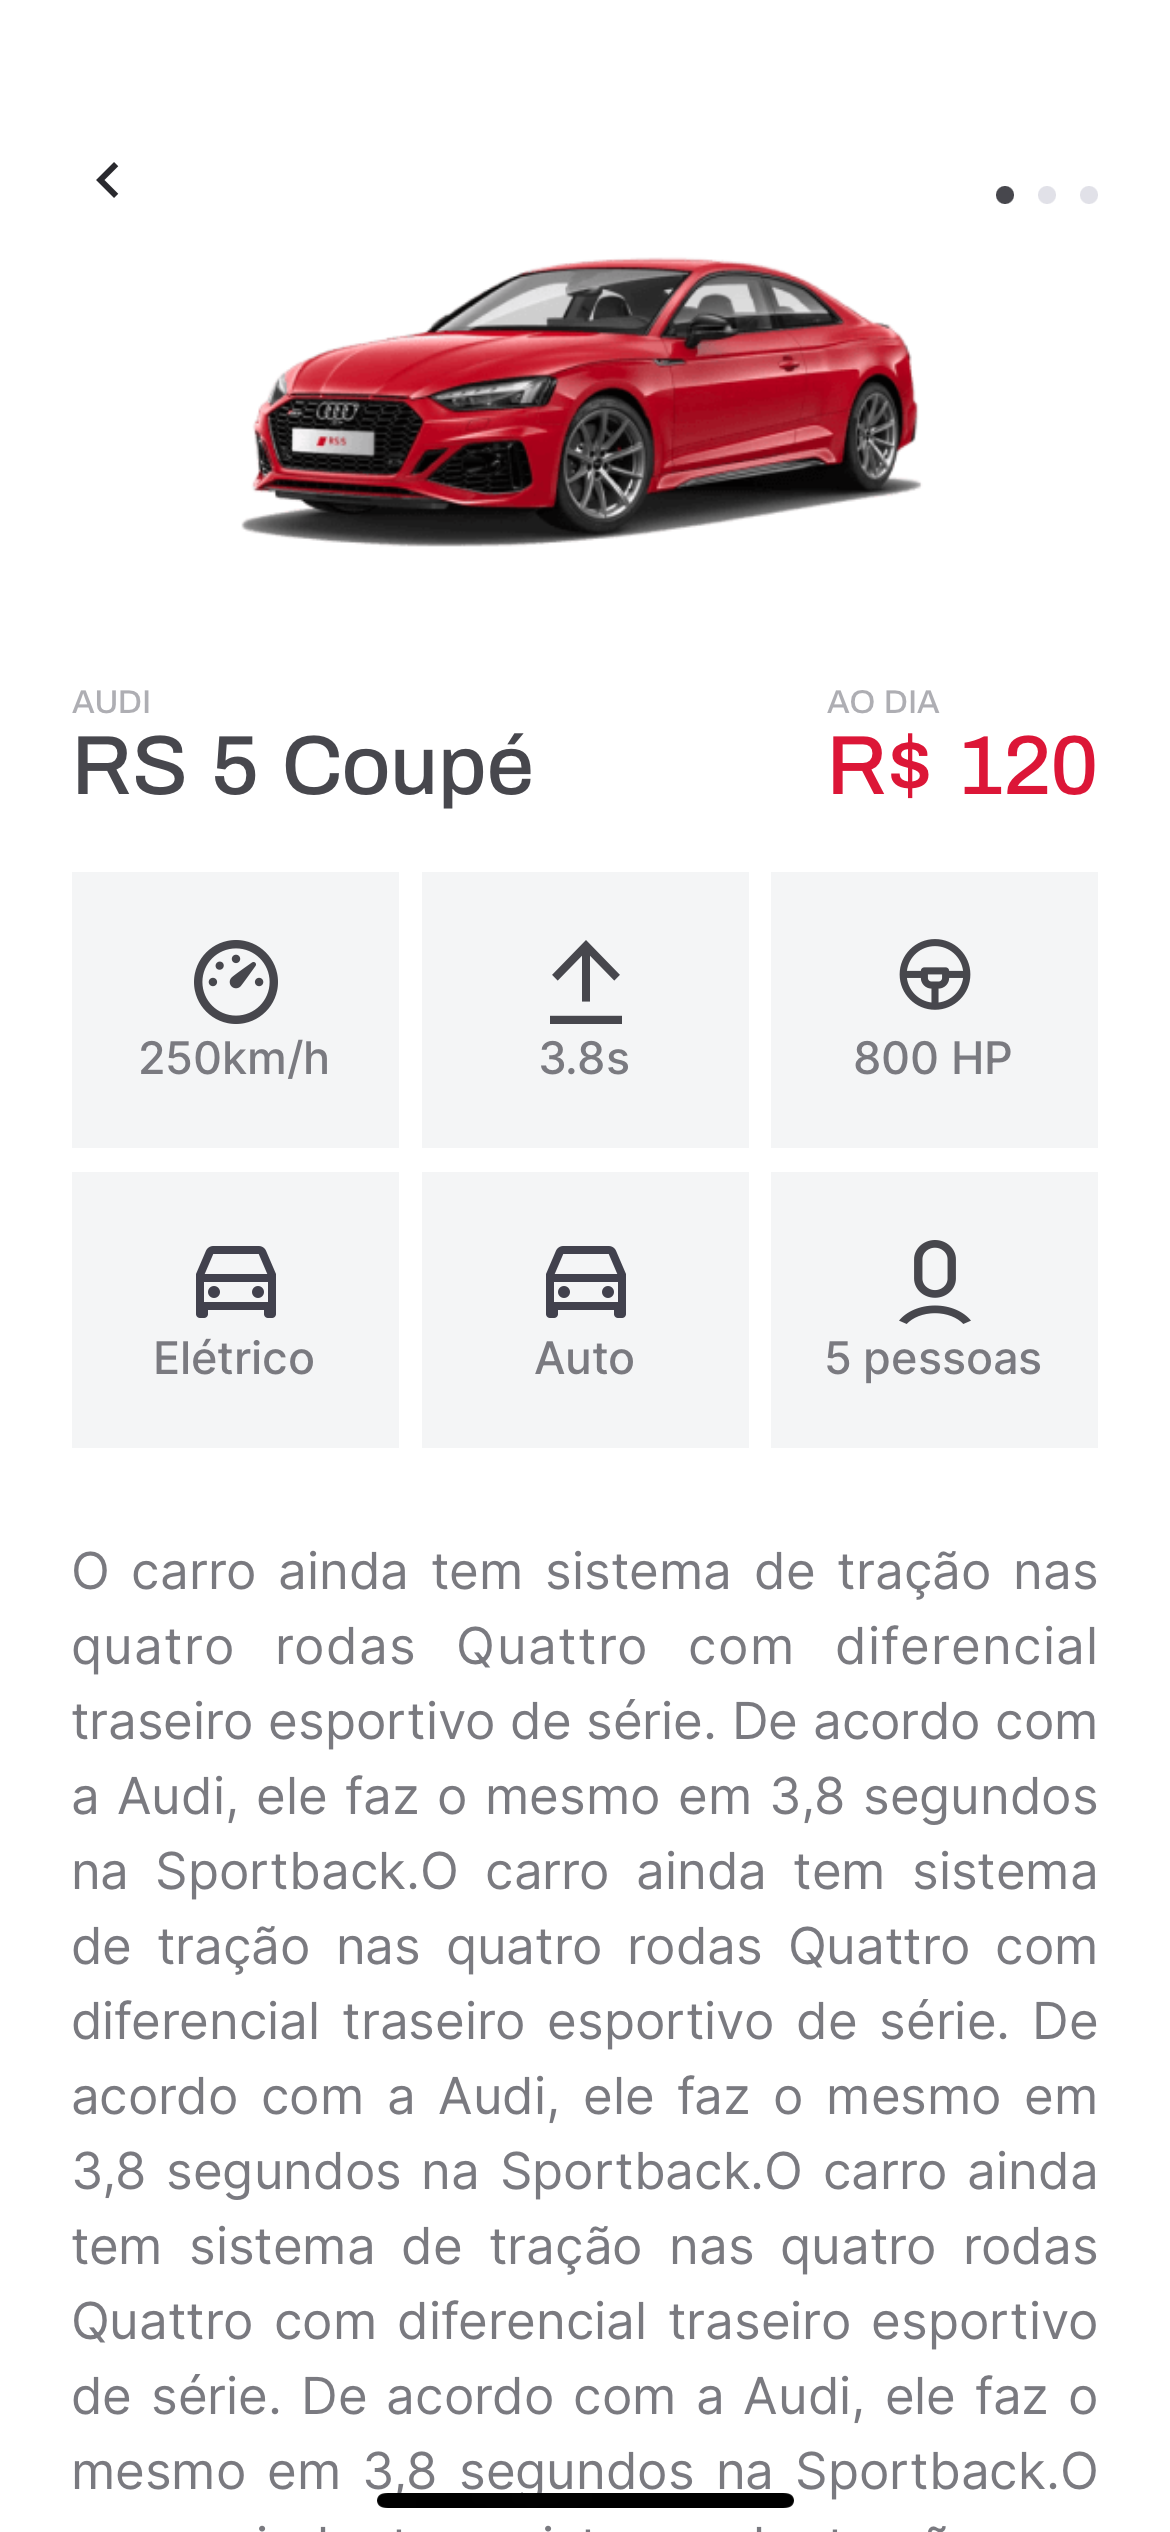 RS5
AUDI
AO DIA
RS 5 Coupé
R$ 120
250km/h
3.8s
800 HP
Elétrico
Auto
5 pessoas
O carro ainda tem sistema de tração nas
quatro rodas Quattro com diferencial
traseiro esportivo de série. De acordo com
a Audi, ele faz o mesmo em 3,8 segundos
na Sportback.O carro ainda tem sistema
de tração nas quatro rodas Quattro com
diferencial traseiro esportivo de série. De
acordo com a Audi, ele faz o mesmo em
3,8 segundos na Sportback.O carro ainda
tem sistema de tração nas quatro rodas
Quattro com diferencial traseiro esportivo
de série. De acordo com a Audi, ele faz o
mesmo em 3,8 segundos na Sportback.O